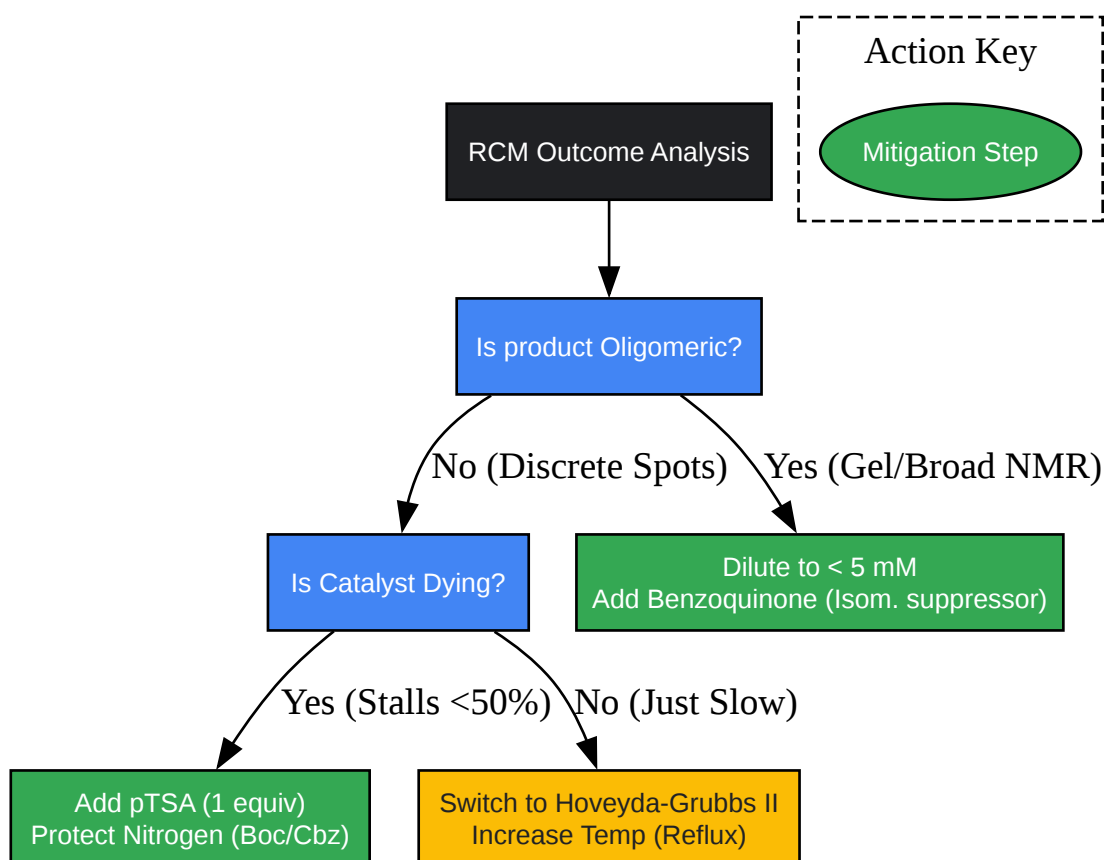 Action Key
Mitigation Step
RCM Outcome Analysis
Is product Oligomeric?
No (Discrete Spots)
Yes (Gel/Broad NMR)
Is Catalyst Dying?
Dilute to < 5 mM
Add Benzoquinone (Isom. suppressor)
Yes (Stalls <50%)
No (Just Slow)
Add pTSA (1 equiv)
Protect Nitrogen (Boc/Cbz)
Switch to Hoveyda-Grubbs II
Increase Temp (Reflux)